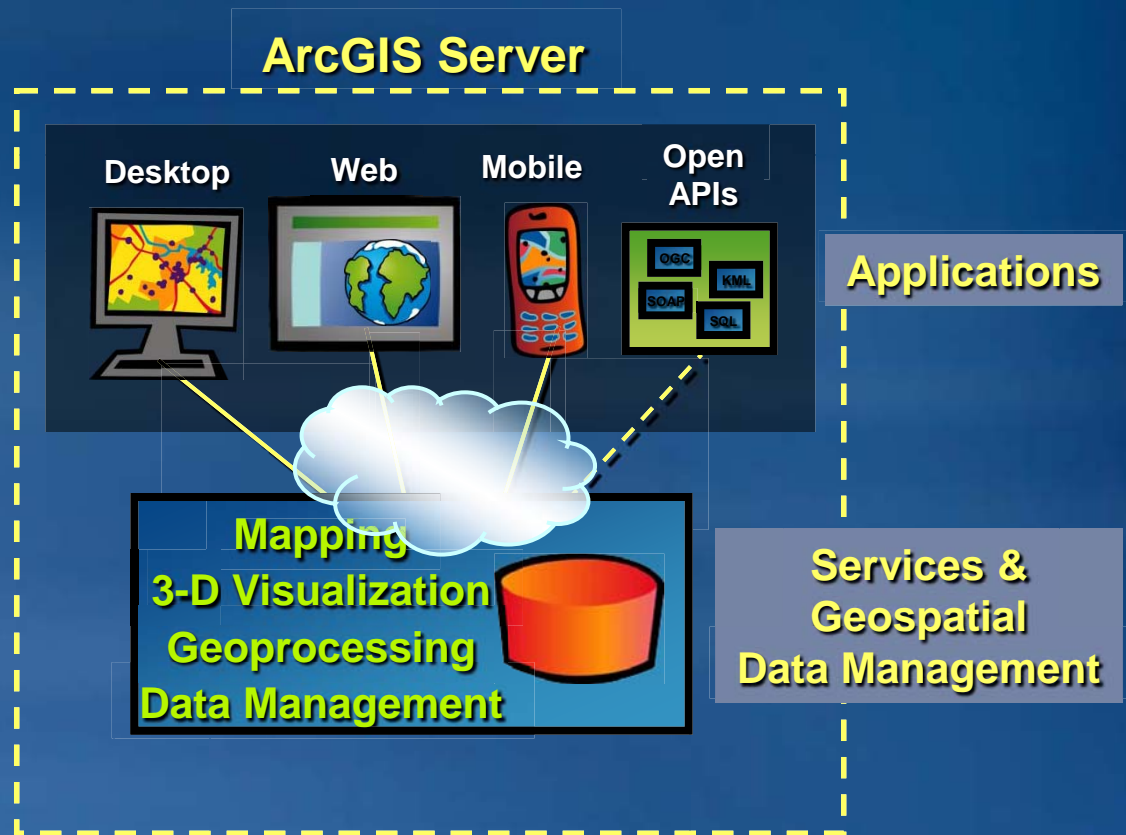 ArcGIS Server
Desktop
Web
Mobile
Open
APIs
OGC
KML
SOAP
SQL
Applications
Mapping
3-D Visualization
Geoprocessing
Data Management
Services &
Geospatial
Data Management